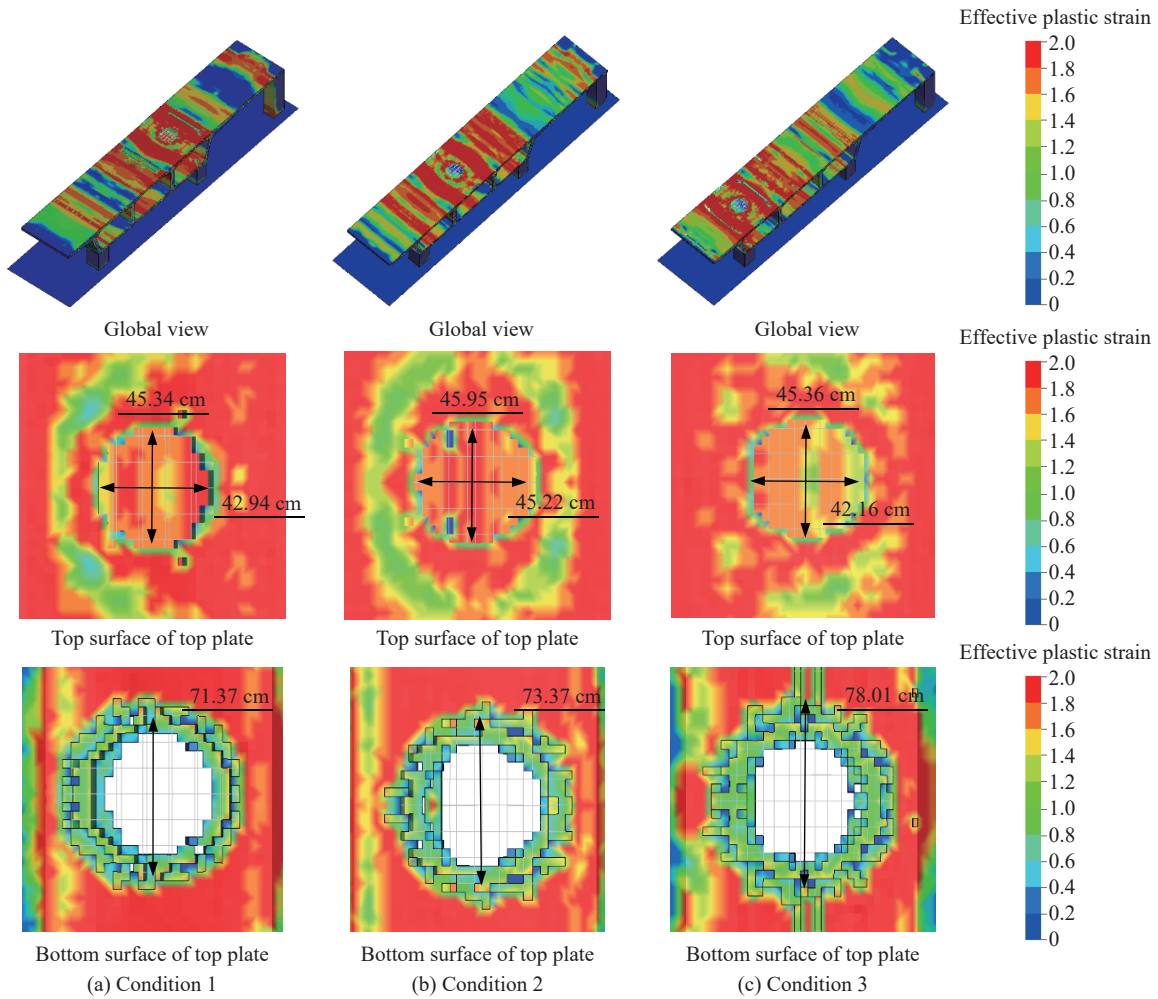 Effective plastic strain
2.0
1.8
1.6
1.4
1.2
1.0
0.8
0.6
0.4
0.2
0
Global view
Global view
Global view
45.34 cm
42.94 cm
45.95 cm
45.22 cm
45.36 cm
42.16 cm
Effective plastic strain
2.0
1.8
1.6
1.4
1.2
1.0
0.8
0.6
0.4
0.2
0
Top surface of top plate
Top surface of top plate
Top surface of top plate
71.37 cm
73.37 cm
78.01 cm
Effective plastic strain
2.0
1.8
1.6
1.4
1.2
1.0
0.8
0.6
0.4
0.2
0
Bottom surface of top plate
Bottom surface of top plate
Bottom surface of top plate
(a) Condition 1
(b) Condition 2
(c) Condition 3